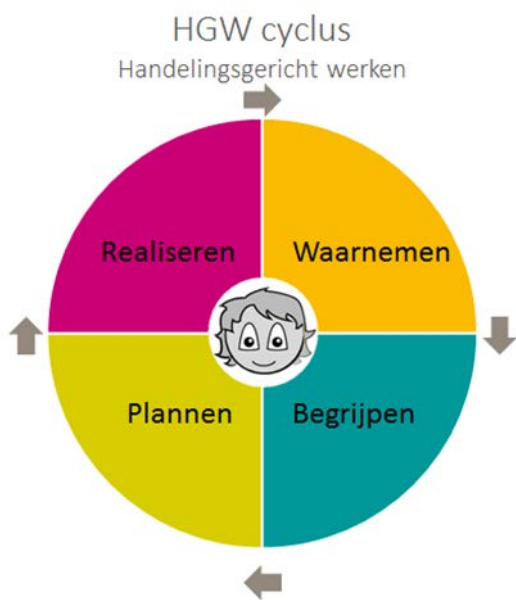 HGW cyclus
Handelingsgericht werken
Realiseren
Waarnemen
Plannen
Begrijpen